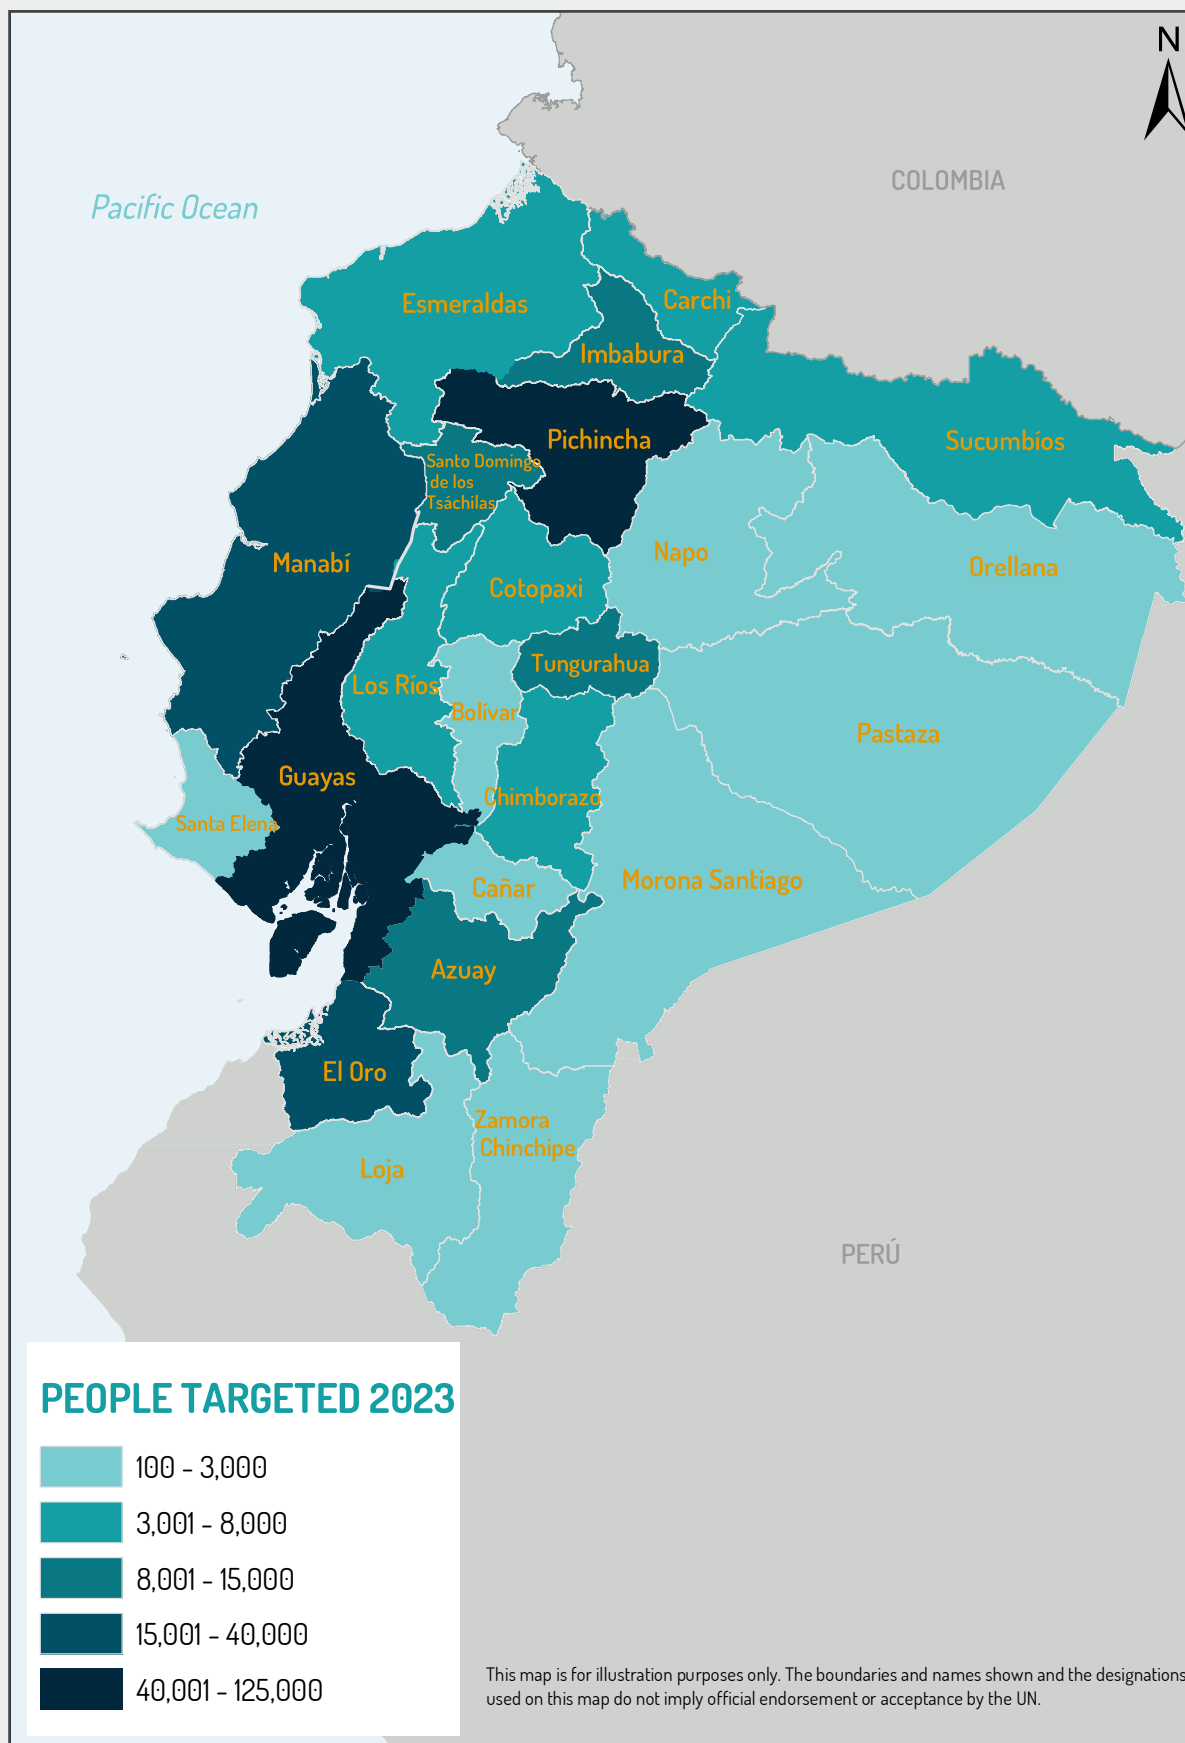 N
COLOMBIA
Pacific Ocean
Esmeraldas
Carchi
Imbabura
Pichincha
Sucumbíos
Santo Domingo
de los
Tsáchilas
Manabí
Napo
Orellana
Cotopaxi
Tungurahua
Los Ríos
Bolívar
Pastaza
Guayas
Chimborazo
Santa Elena
Cañar
Morona Santiago
Azuay
El Oro
Zamora
Chinchipe
Loja
PERÚ
PEOPLE TARGETED 2023
100 - 3,000
3,001 - 8,000
8,001 - 15,000
15,001 - 40,000
40,001 - 125,000
This map is for illustration purposes only. The boundaries and names shown and the designations
used on this map do not imply official endorsement or acceptance by the UN.